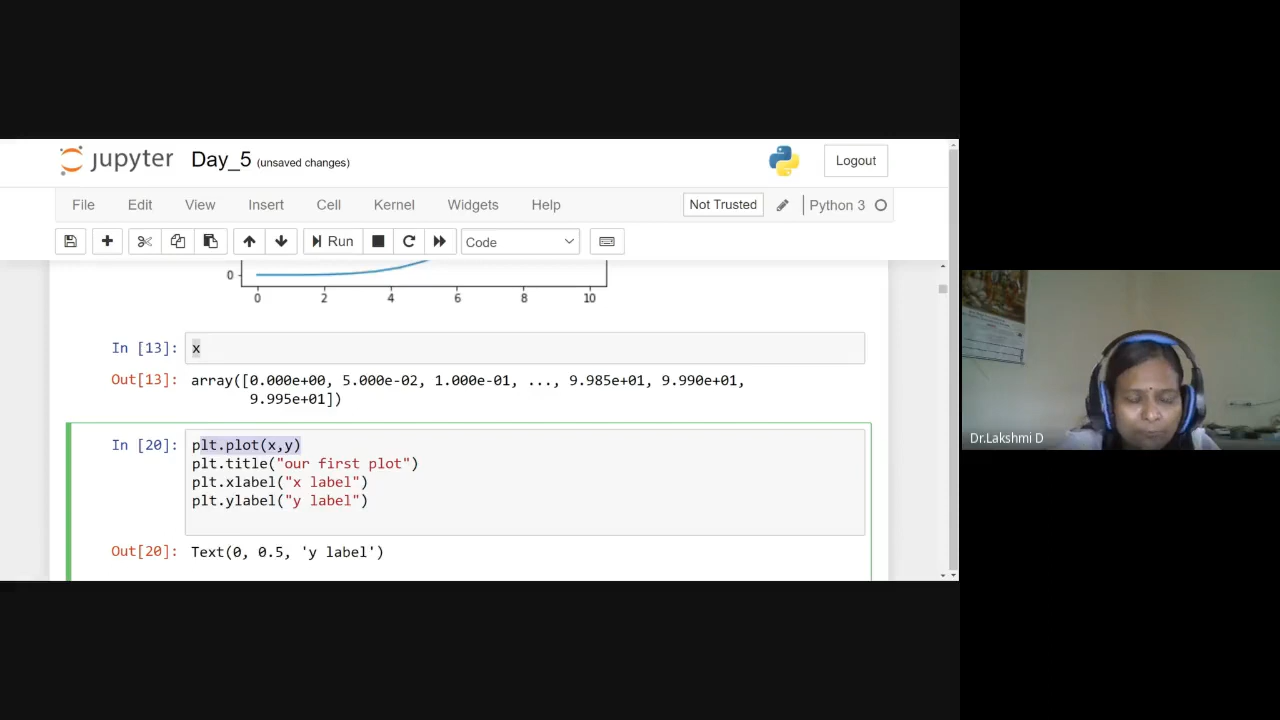 jupyter Day_5 (unsaved changes) Logout
File Edit View Insert Cell Kernel Widgets Help Not Trusted Python 3
Run Code
0
0 2 4 6 8 10
In [13]: x
Out[13]: array([0.000e+00, 5.000e-02, 1.000e-01, ..., 9.985e+01, 9.990e+01,
9.995e+01])
In [20]: plt.plot(x,y)
plt.title("our first plot")
plt.xlabel("x label")
plt.ylabel("y label")
Out[20]: Text(0, 0.5, 'y label')
Dr.Lakshmi D